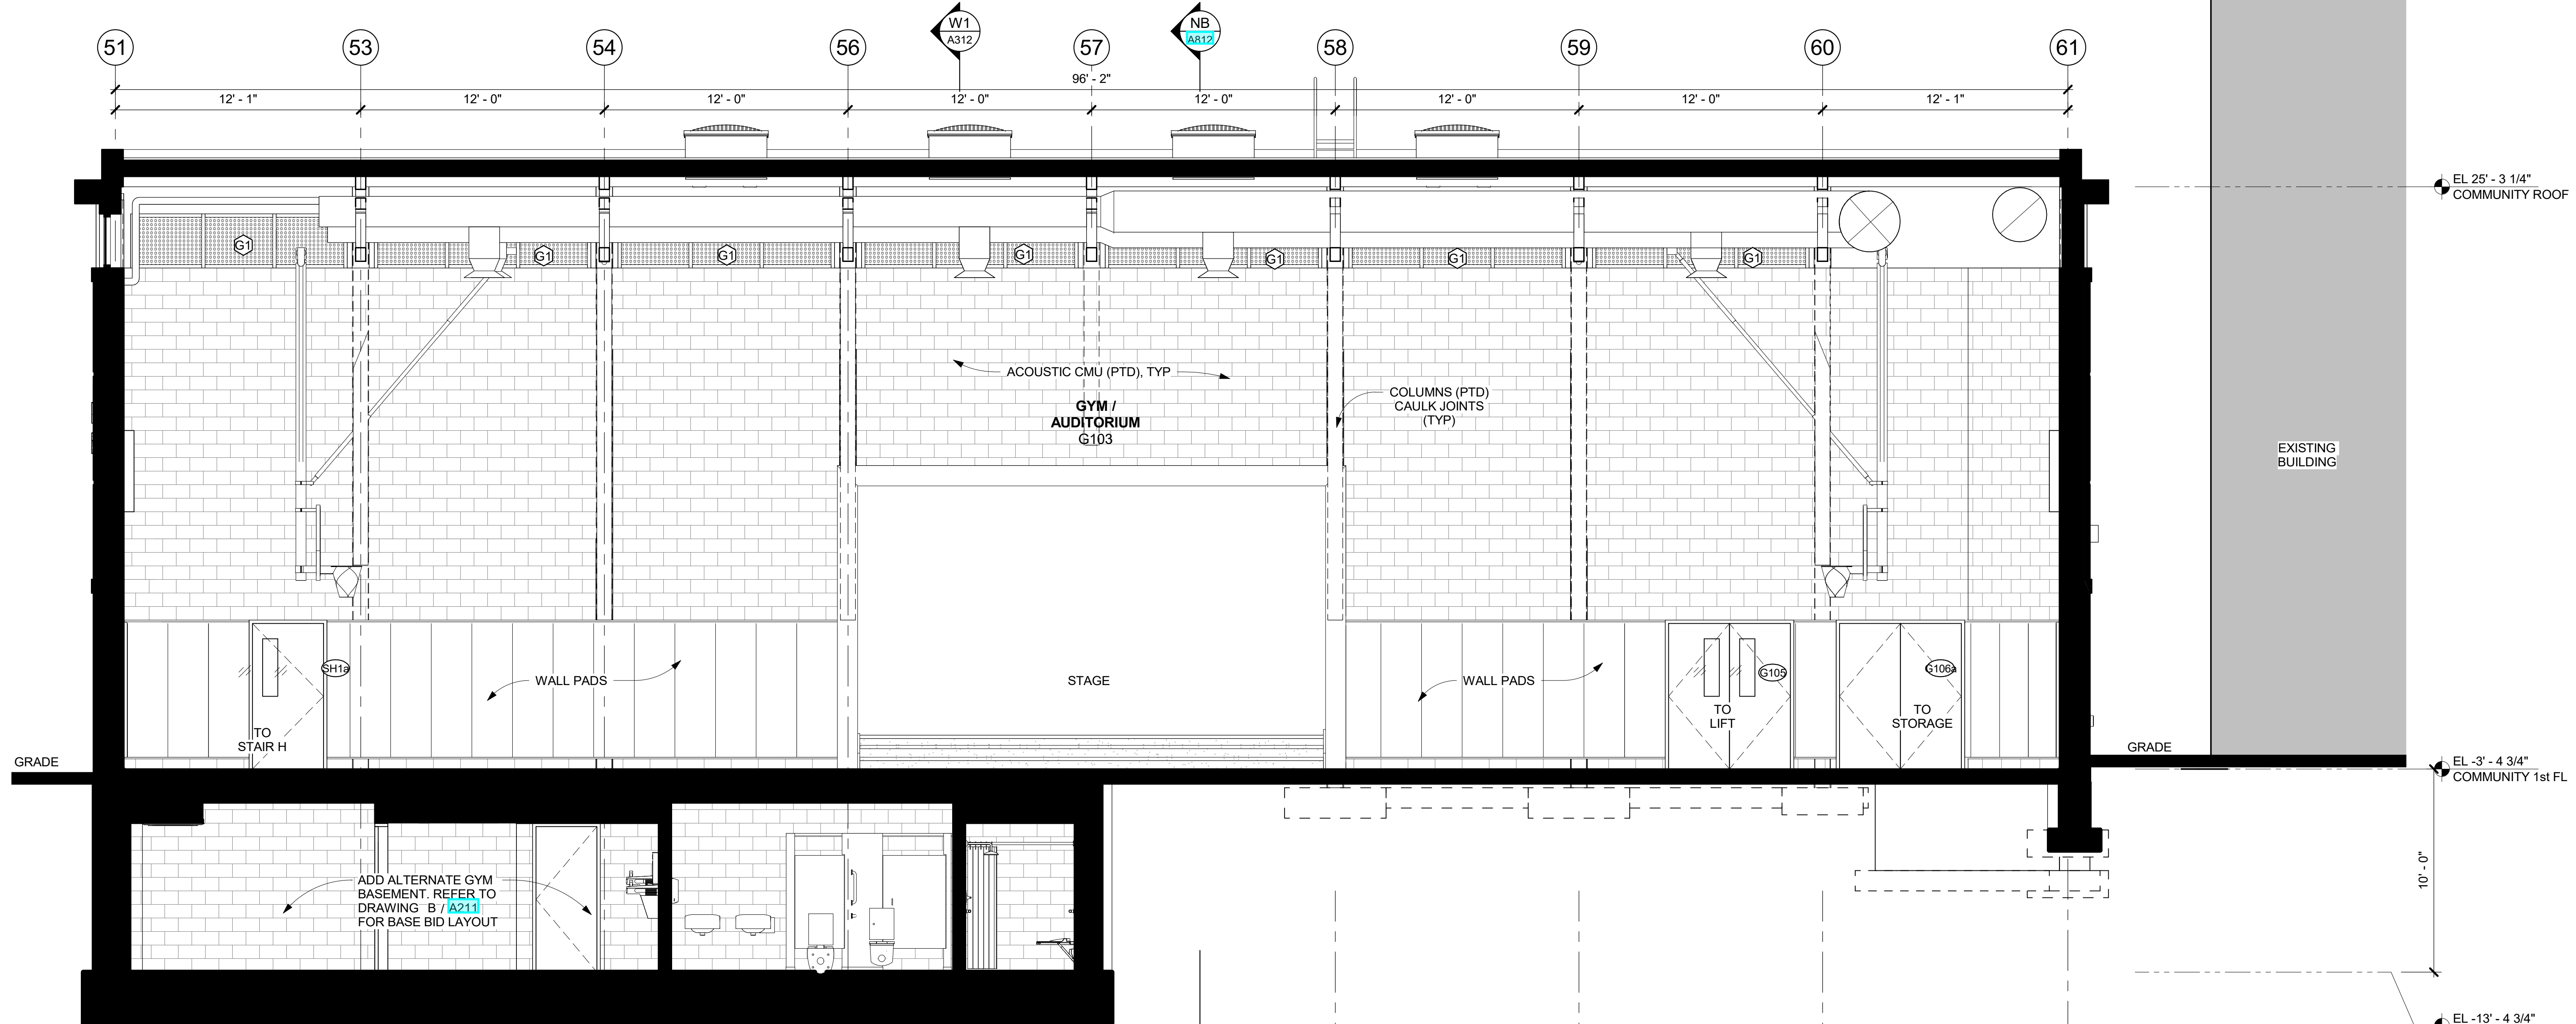 W1
A312
NB
A812
51
53
54
56
57
58
59
60
61
96' - 2"
12' - 1"
12' - 0"
12' - 0"
12' - 0"
12' - 0"
12' - 0"
12' - 0"
12' - 1"
EL 25' - 3 1/4"
COMMUNITY ROOF
G1
G1
G1
G1
G1
G1
G1
ACOUSTIC CMU (PTD), TYP
GYM /
AUDITORIUM
G103
COLUMNS (PTD)
CAULK JOINTS
(TYP)
EXISTING
BUILDING
SH1a
WALL PADS
STAGE
WALL PADS
G105
G106a
TO
STAIR H
TO
LIFT
TO
STORAGE
GRADE
GRADE
EL -3' - 4 3/4"
COMMUNITY 1st FL
ADD ALTERNATE GYM
BASEMENT. REFER TO
DRAWING B / A211
FOR BASE BID LAYOUT
10' - 0"
EL -13' - 4 3/4"